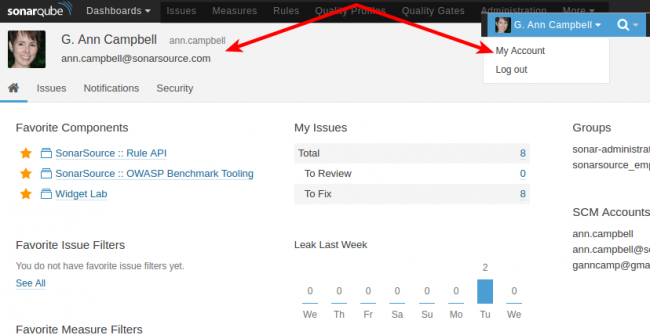 sonarqube Dashboards Issues Measures Rules Quality Profiles Quality Gates Administration More
G. Ann Campbell
My Account
Log out
G. Ann Campbell ann.campbell
ann.campbell@sonarsource.com
Issues Notifications Security
Favorite Components
SonarSource :: Rule API
SonarSource :: OWASP Benchmark Tooling
Widget Lab
Favorite Issue Filters
You do not have favorite issue filters yet.
See All
Favorite Measure Filters
My Issues
Total 8
To Review 0
To Fix 8
Leak Last Week
2
0 0 0 0 0 0 0
We Th Fr Sa Su Mo Tu We
Groups
sonar-administrat
sonarsource_emp
SCM Accounts
ann.campbell
ann.campbell@so
ganncamp@gma